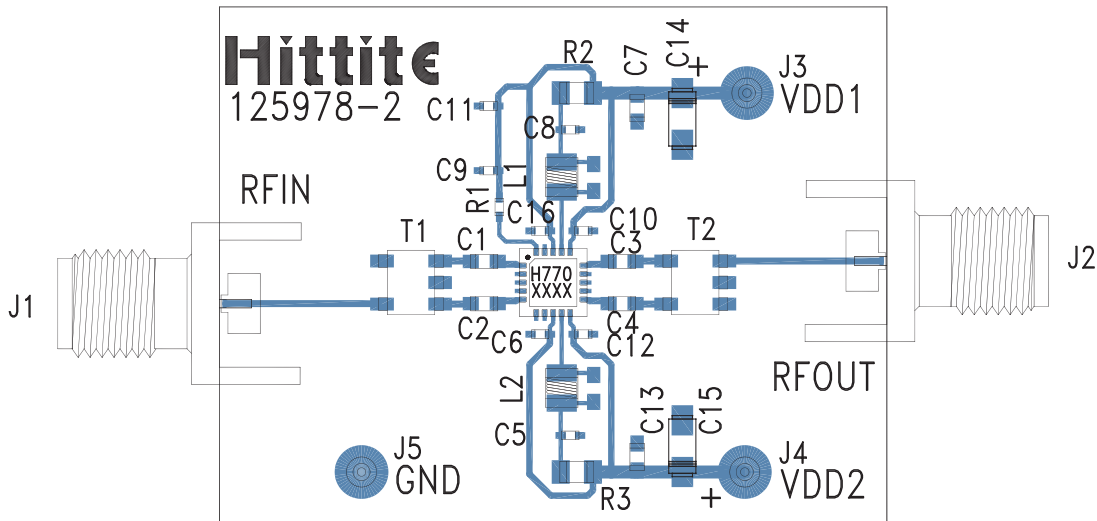 Hittite
125978-2
R2
C7
C14
+
J3
VDD1
C11
C8
C9
L1
R1
RFIN
C16
C10
T1
C1
C3
T2
J2
H770
XXXX
J1
C2
C6
C4
C12
RFOUT
L2
C13
C15
C5
J5
GND
J4
VDD2
R3
+